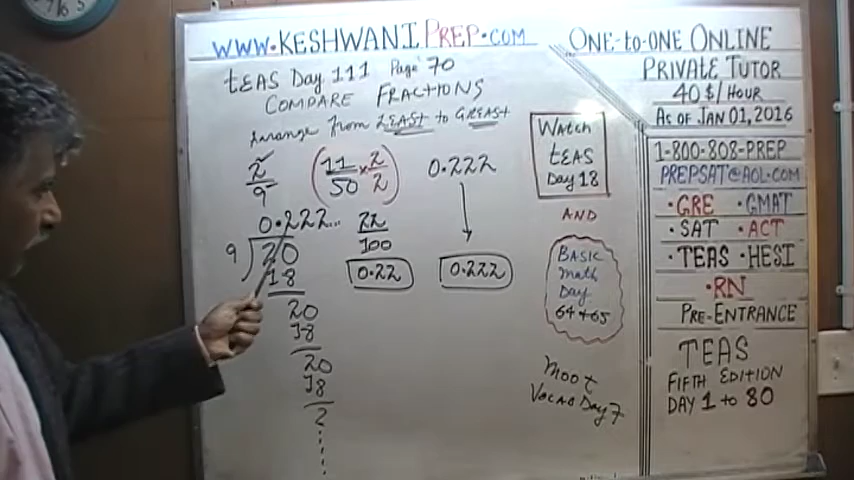 WWW.KESHWANIPREP.COM
tEAS Day 111 Page 70
COMPARE FRACTIONS
Arrange from LEAST to GREAST
2
9
(11/50 × 2/2)
0.222
0.222...
9)20
18
20
18
20
18
2
22
100
0.22
0.222
Watch
tEAS
Day 18
AND
BASIC
math
Day
64+65
moot
VOCAB Day 7
ONE-to-ONE ONLINE
PRIVATE TUTOR
40$/HOUR
AS OF JAN 01, 2016
1-800-808-PREP
PREPSAT@AOL.COM
•GRE •GMAT
•SAT •ACT
•TEAS •HESI
•RN
PRE-ENTRANCE
TEAS
FIFTH EDITION
DAY 1 to 80